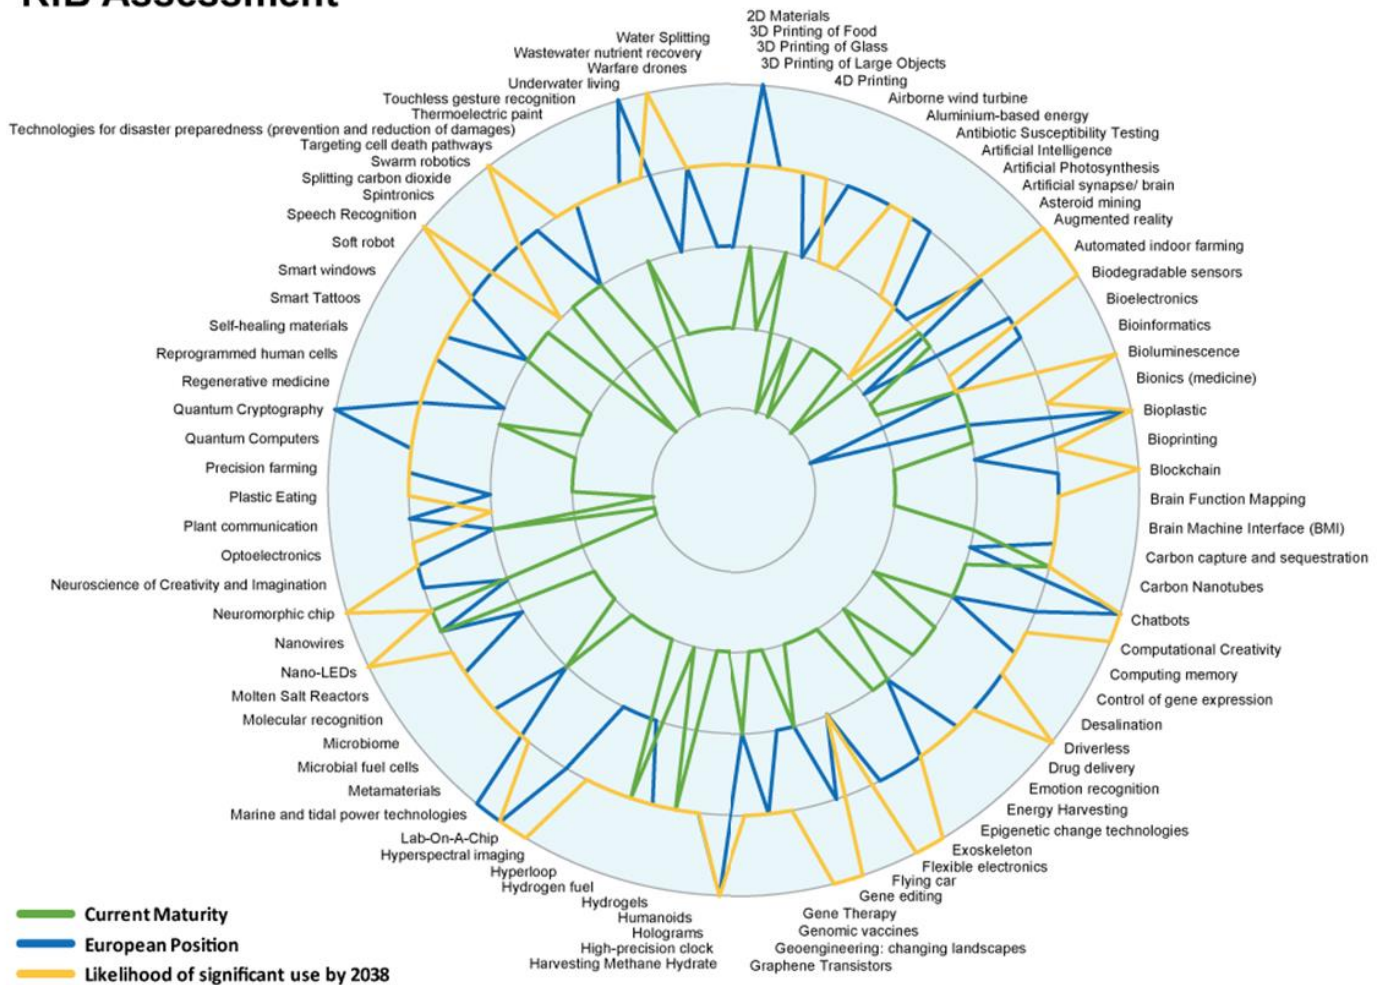 RIB Assessment
2D Materials
3D Printing of Food
3D Printing of Glass
3D Printing of Large Objects
4D Printing
Airborne wind turbine
Aluminium-based energy
Antibiotic Susceptibility Testing
Artificial Intelligence
Artificial Photosynthesis
Artificial synapse/ brain
Asteroid mining
Augmented reality
Automated indoor farming
Biodegradable sensors
Bioelectronics
Bioinformatics
Bioluminescence
Bionics (medicine)
Bioplastic
Bioprinting
Blockchain
Brain Function Mapping
Brain Machine Interface (BMI)
Carbon capture and sequestration
Carbon Nanotubes
Chatbots
Computational Creativity
Computing memory
Control of gene expression
Desalination
Driverless
Drug delivery
Emotion recognition
Energy Harvesting
Epigenetic change technologies
Exoskeleton
Flexible electronics
Flying car
Gene editing
Gene Therapy
Genomic vaccines
Geoengineering: changing landscapes
Graphene Transistors
Harvesting Methane Hydrate
High-precision clock
Holograms
Humanoids
Hydrogels
Hydrogen fuel
Hyperloop
Hyperspectral imaging
Lab-On-A-Chip
Marine and tidal power technologies
Metamaterials
Microbial fuel cells
Microbiome
Molecular recognition
Molten Salt Reactors
Nano-LEDs
Nanowires
Neuromorphic chip
Neuroscience of Creativity and Imagination
Optoelectronics
Plant communication
Plastic Eating
Precision farming
Quantum Computers
Quantum Cryptography
Regenerative medicine
Reprogrammed human cells
Self-healing materials
Smart Tattoos
Smart windows
Soft robot
Speech Recognition
Spintronics
Splitting carbon dioxide
Swarm robotics
Targeting cell death pathways
Technologies for disaster preparedness (prevention and reduction of damages)
Thermoelectric paint
Touchless gesture recognition
Underwater living
Warfare drones
Wastewater nutrient recovery
Water Splitting
Current Maturity
European Position
Likelihood of significant use by 2038